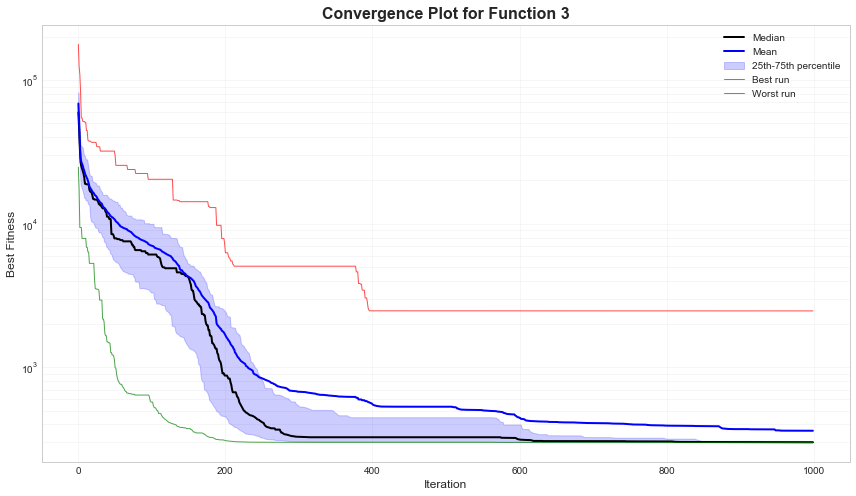 Convergence Plot for Function 3
Median
Mean
25th-75th percentile
Best run
Worst run
10^5
10^4
10^3
Best Fitness
0 200 400 600 800 1000
Iteration